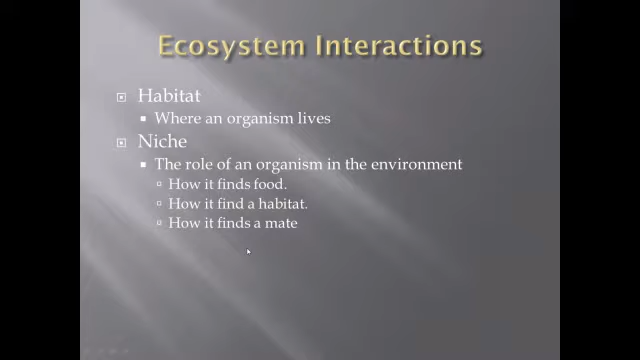 Ecosystem Interactions
Habitat
Where an organism lives
Niche
The role of an organism in the environment
How it finds food.
How it find a habitat.
How it finds a mate